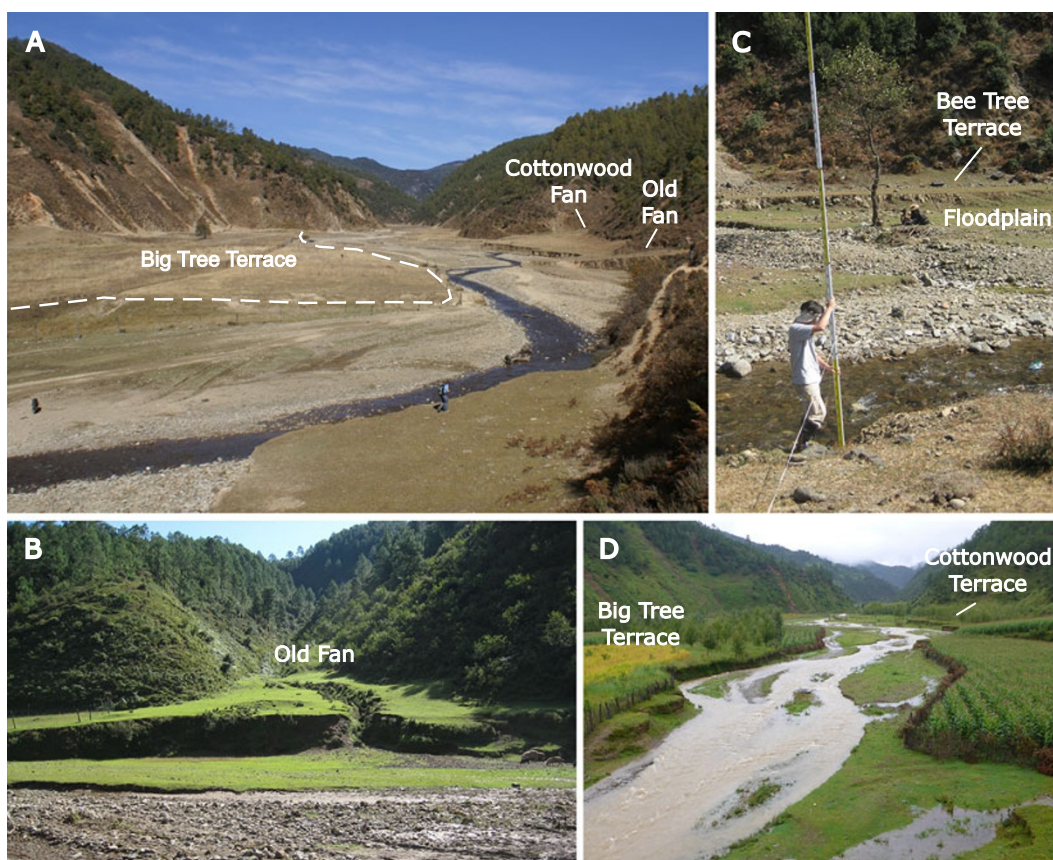 A
Cottonwood
Fan
Old
Fan
Big Tree Terrace
C
Bee Tree
Terrace
Floodplain
B
Old Fan
D
Cottonwood
Terrace
Big Tree
Terrace